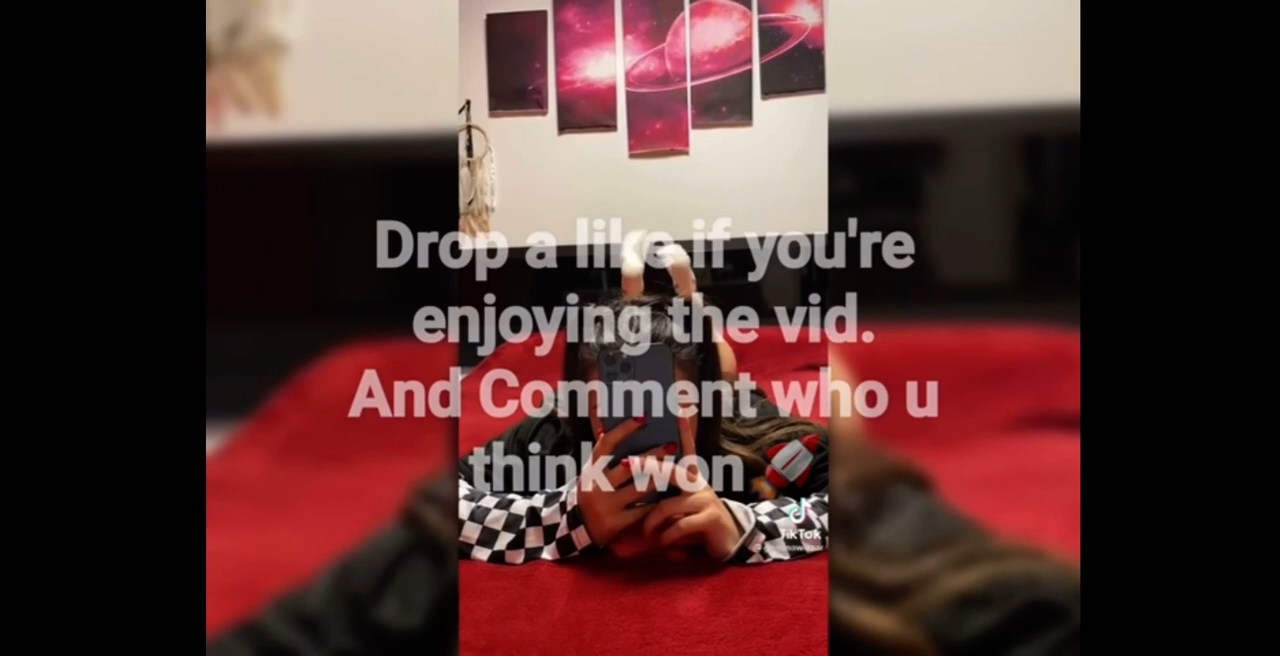 Drop a like if you're
enjoying the vid.
And Comment who u
think won 🚀
TikTok